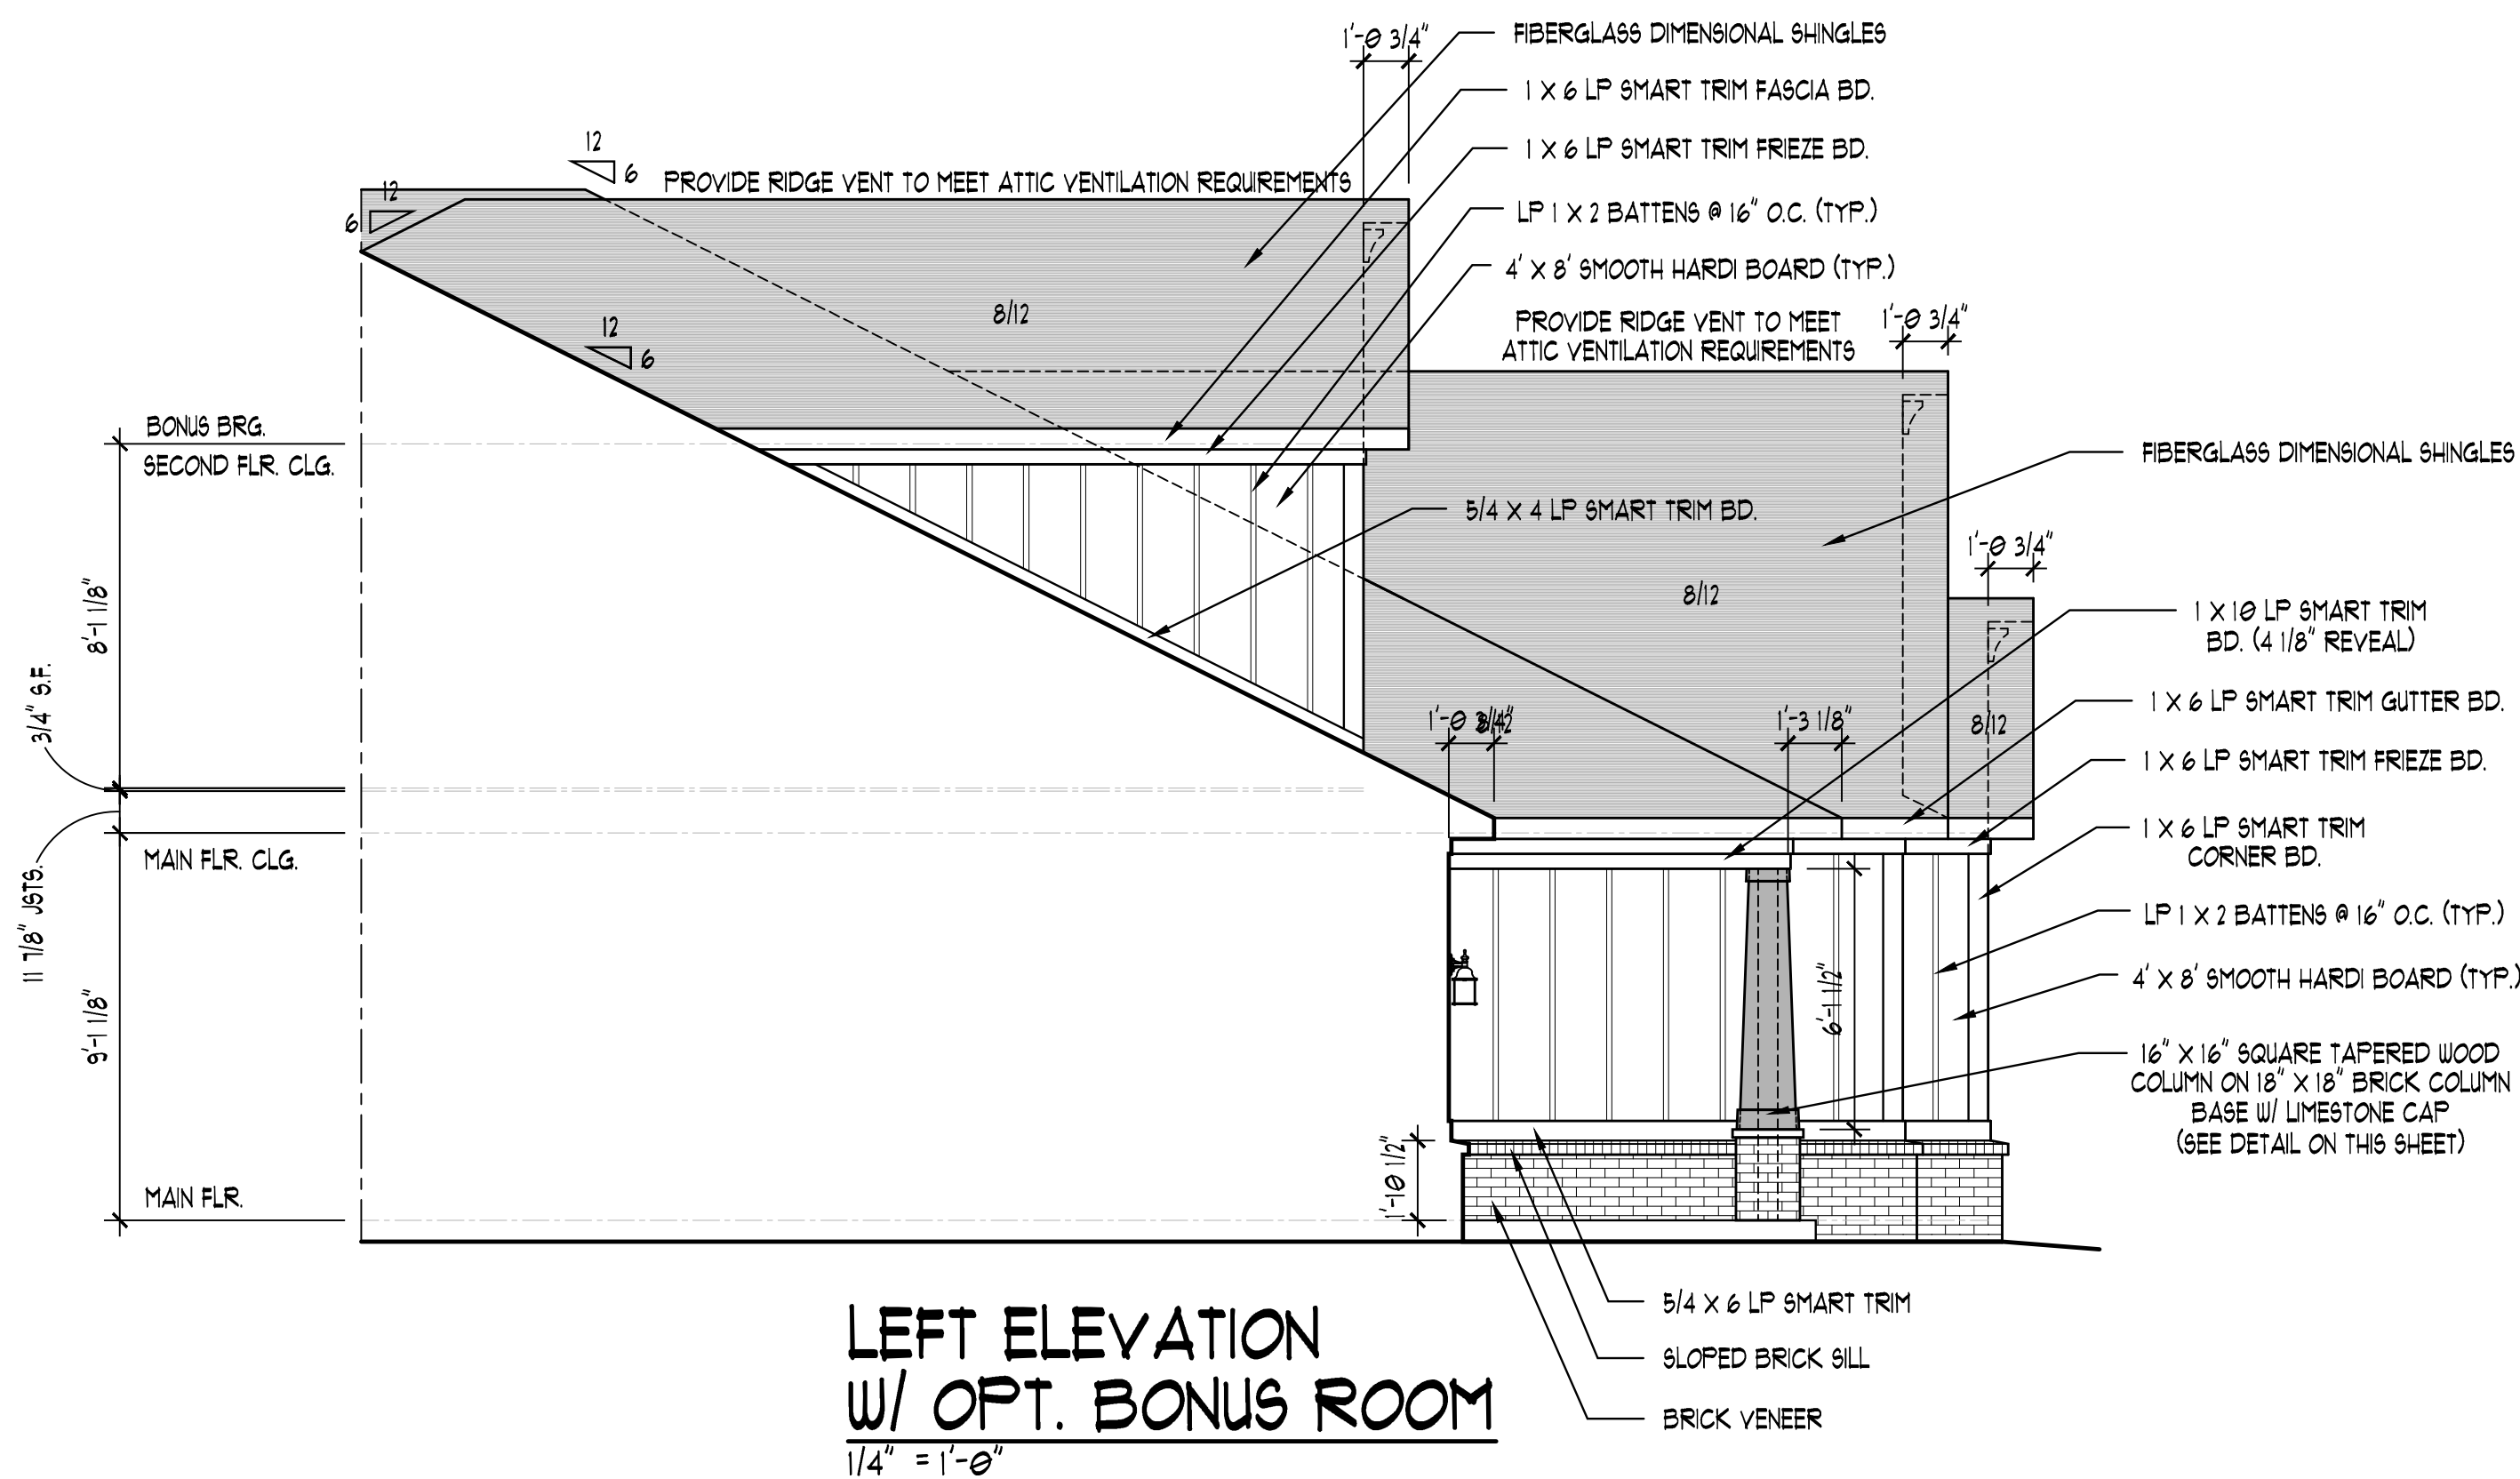 1'-0 3/4"
FIBERGLASS DIMENSIONAL SHINGLES
1 X 6 LP SMART TRIM FASCIA BD.
1 X 6 LP SMART TRIM FRIEZE BD.
12
6
PROVIDE RIDGE VENT TO MEET ATTIC VENTILATION REQUIREMENTS
12
6
LP 1 X 2 BATTENS @ 16" O.C. (TYP.)
4' X 8' SMOOTH HARDI BOARD (TYP.)
8/12
12
6
PROVIDE RIDGE VENT TO MEET
ATTIC VENTILATION REQUIREMENTS
1'-0 3/4"
BONUS BRG.
SECOND FLR. CLG.
FIBERGLASS DIMENSIONAL SHINGLES
5/4 X 4 LP SMART TRIM BD.
1'-0 3/4"
8/12
8'-1 1/8"
1 X 10 LP SMART TRIM
BD. (4 1/8" REVEAL)
3/4" S.F.
1 X 6 LP SMART TRIM GUTTER BD.
1'-0 3/4"
8/12
1'-3 1/8"
8/12
1 X 6 LP SMART TRIM FRIEZE BD.
MAIN FLR. CLG.
11 7/8" JSTS.
1 X 6 LP SMART TRIM
CORNER BD.
LP 1 X 2 BATTENS @ 16" O.C. (TYP.)
4' X 8' SMOOTH HARDI BOARD (TYP.)
9'-1 1/8"
6'-1 1/2"
16" X 16" SQUARE TAPERED WOOD
COLUMN ON 18" X 18" BRICK COLUMN
BASE W/ LIMESTONE CAP
(SEE DETAIL ON THIS SHEET)
1'-10 1/2"
MAIN FLR.
5/4 X 6 LP SMART TRIM
SLOPED BRICK SILL
BRICK VENEER
LEFT ELEVATION
W/ OPT. BONUS ROOM
1/4" = 1'-0"